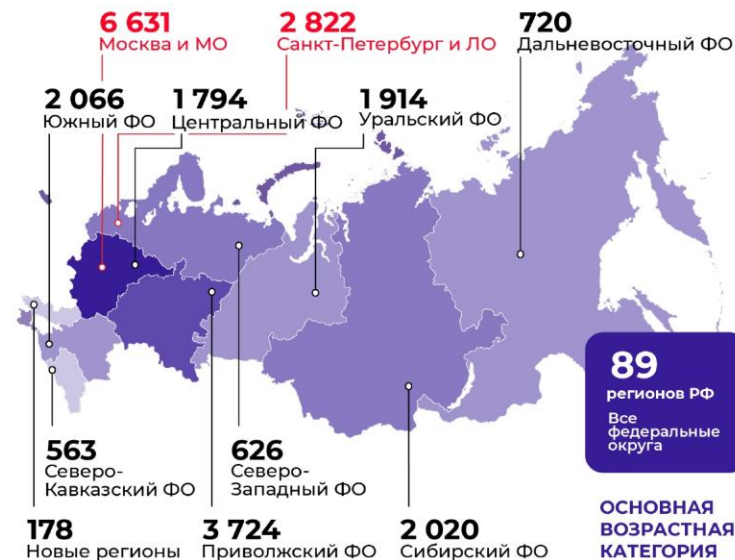 6 631
Москва и МО
2 822
Санкт-Петербург и ЛО
720
Дальневосточный ФО
2 066
Южный ФО
1 794
Центральный ФО
1 914
Уральский ФО
89
регионов РФ
Все
федеральные
округа
563
Северо-
Кавказский ФО
626
Северо-
Западный ФО
178
Новые регионы
3 724
Приволжский ФО
2 020
Сибирский ФО
ОСНОВНАЯ
ВОЗРАСТНАЯ
КАТЕГОРИЯ